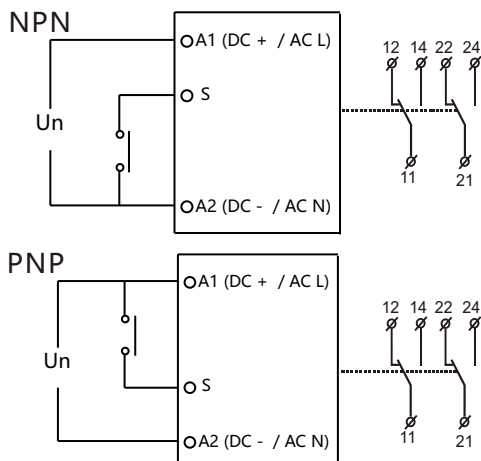 NPN
A1 (DC + / AC L)
12 14 22 24
S
Un
11 21
A2 (DC - / AC N)
PNP
A1 (DC + / AC L)
12 14 22 24
Un
S
11 21
A2 (DC - / AC N)